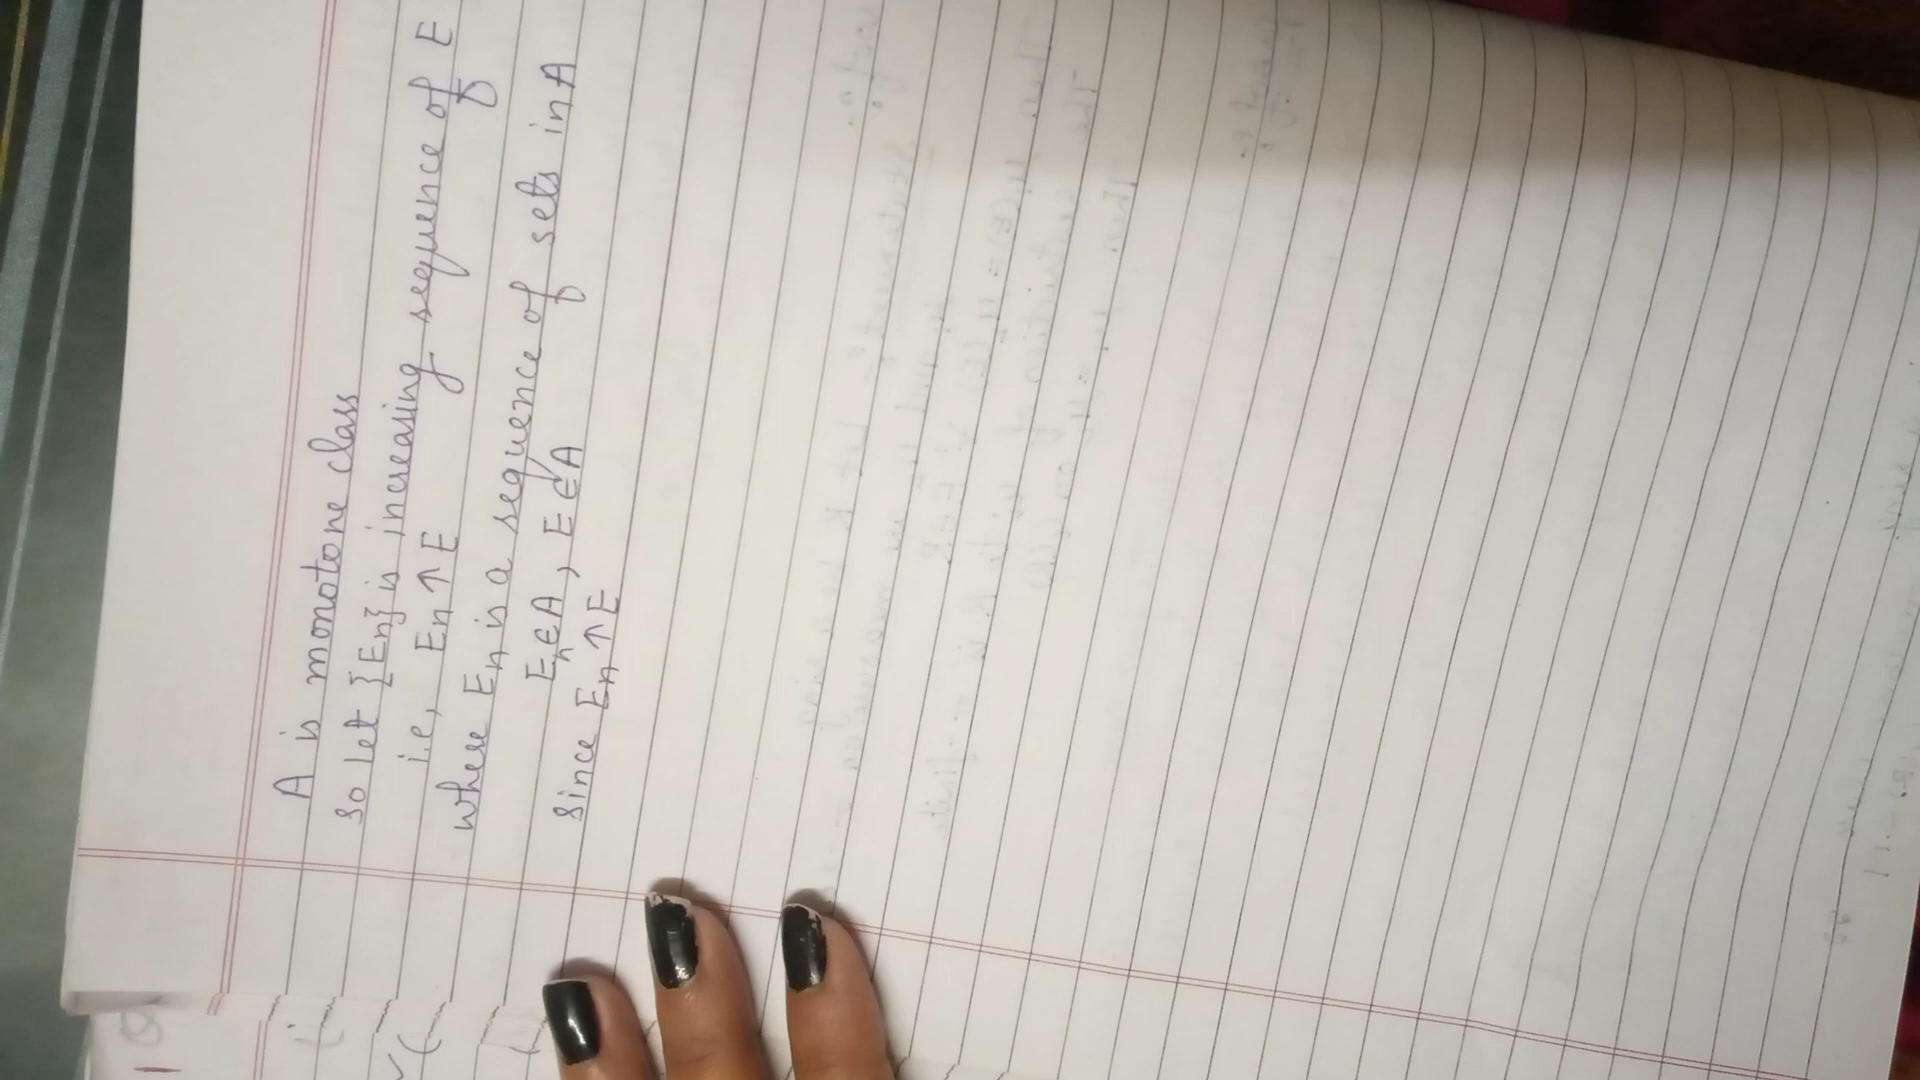 A is monotone class
so let {En} is increasing sequence of E
i.e, En ↑ E
where En is a sequence of sets in A
En ∈ A, E ∈ A
since En ↑ E